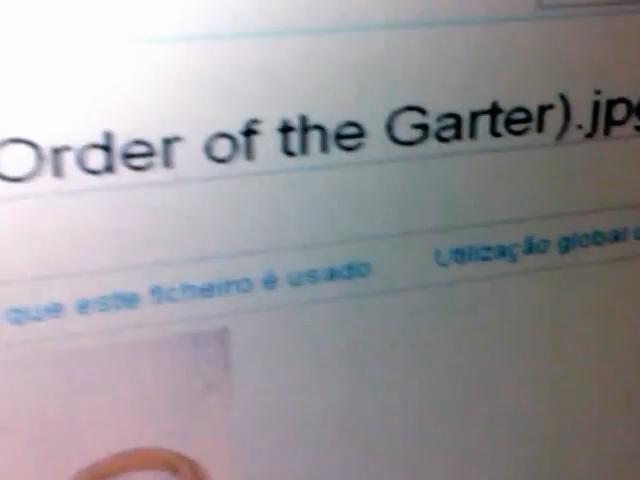 Order of the Garter).jpg
que este ficheiro é usado Utilização global